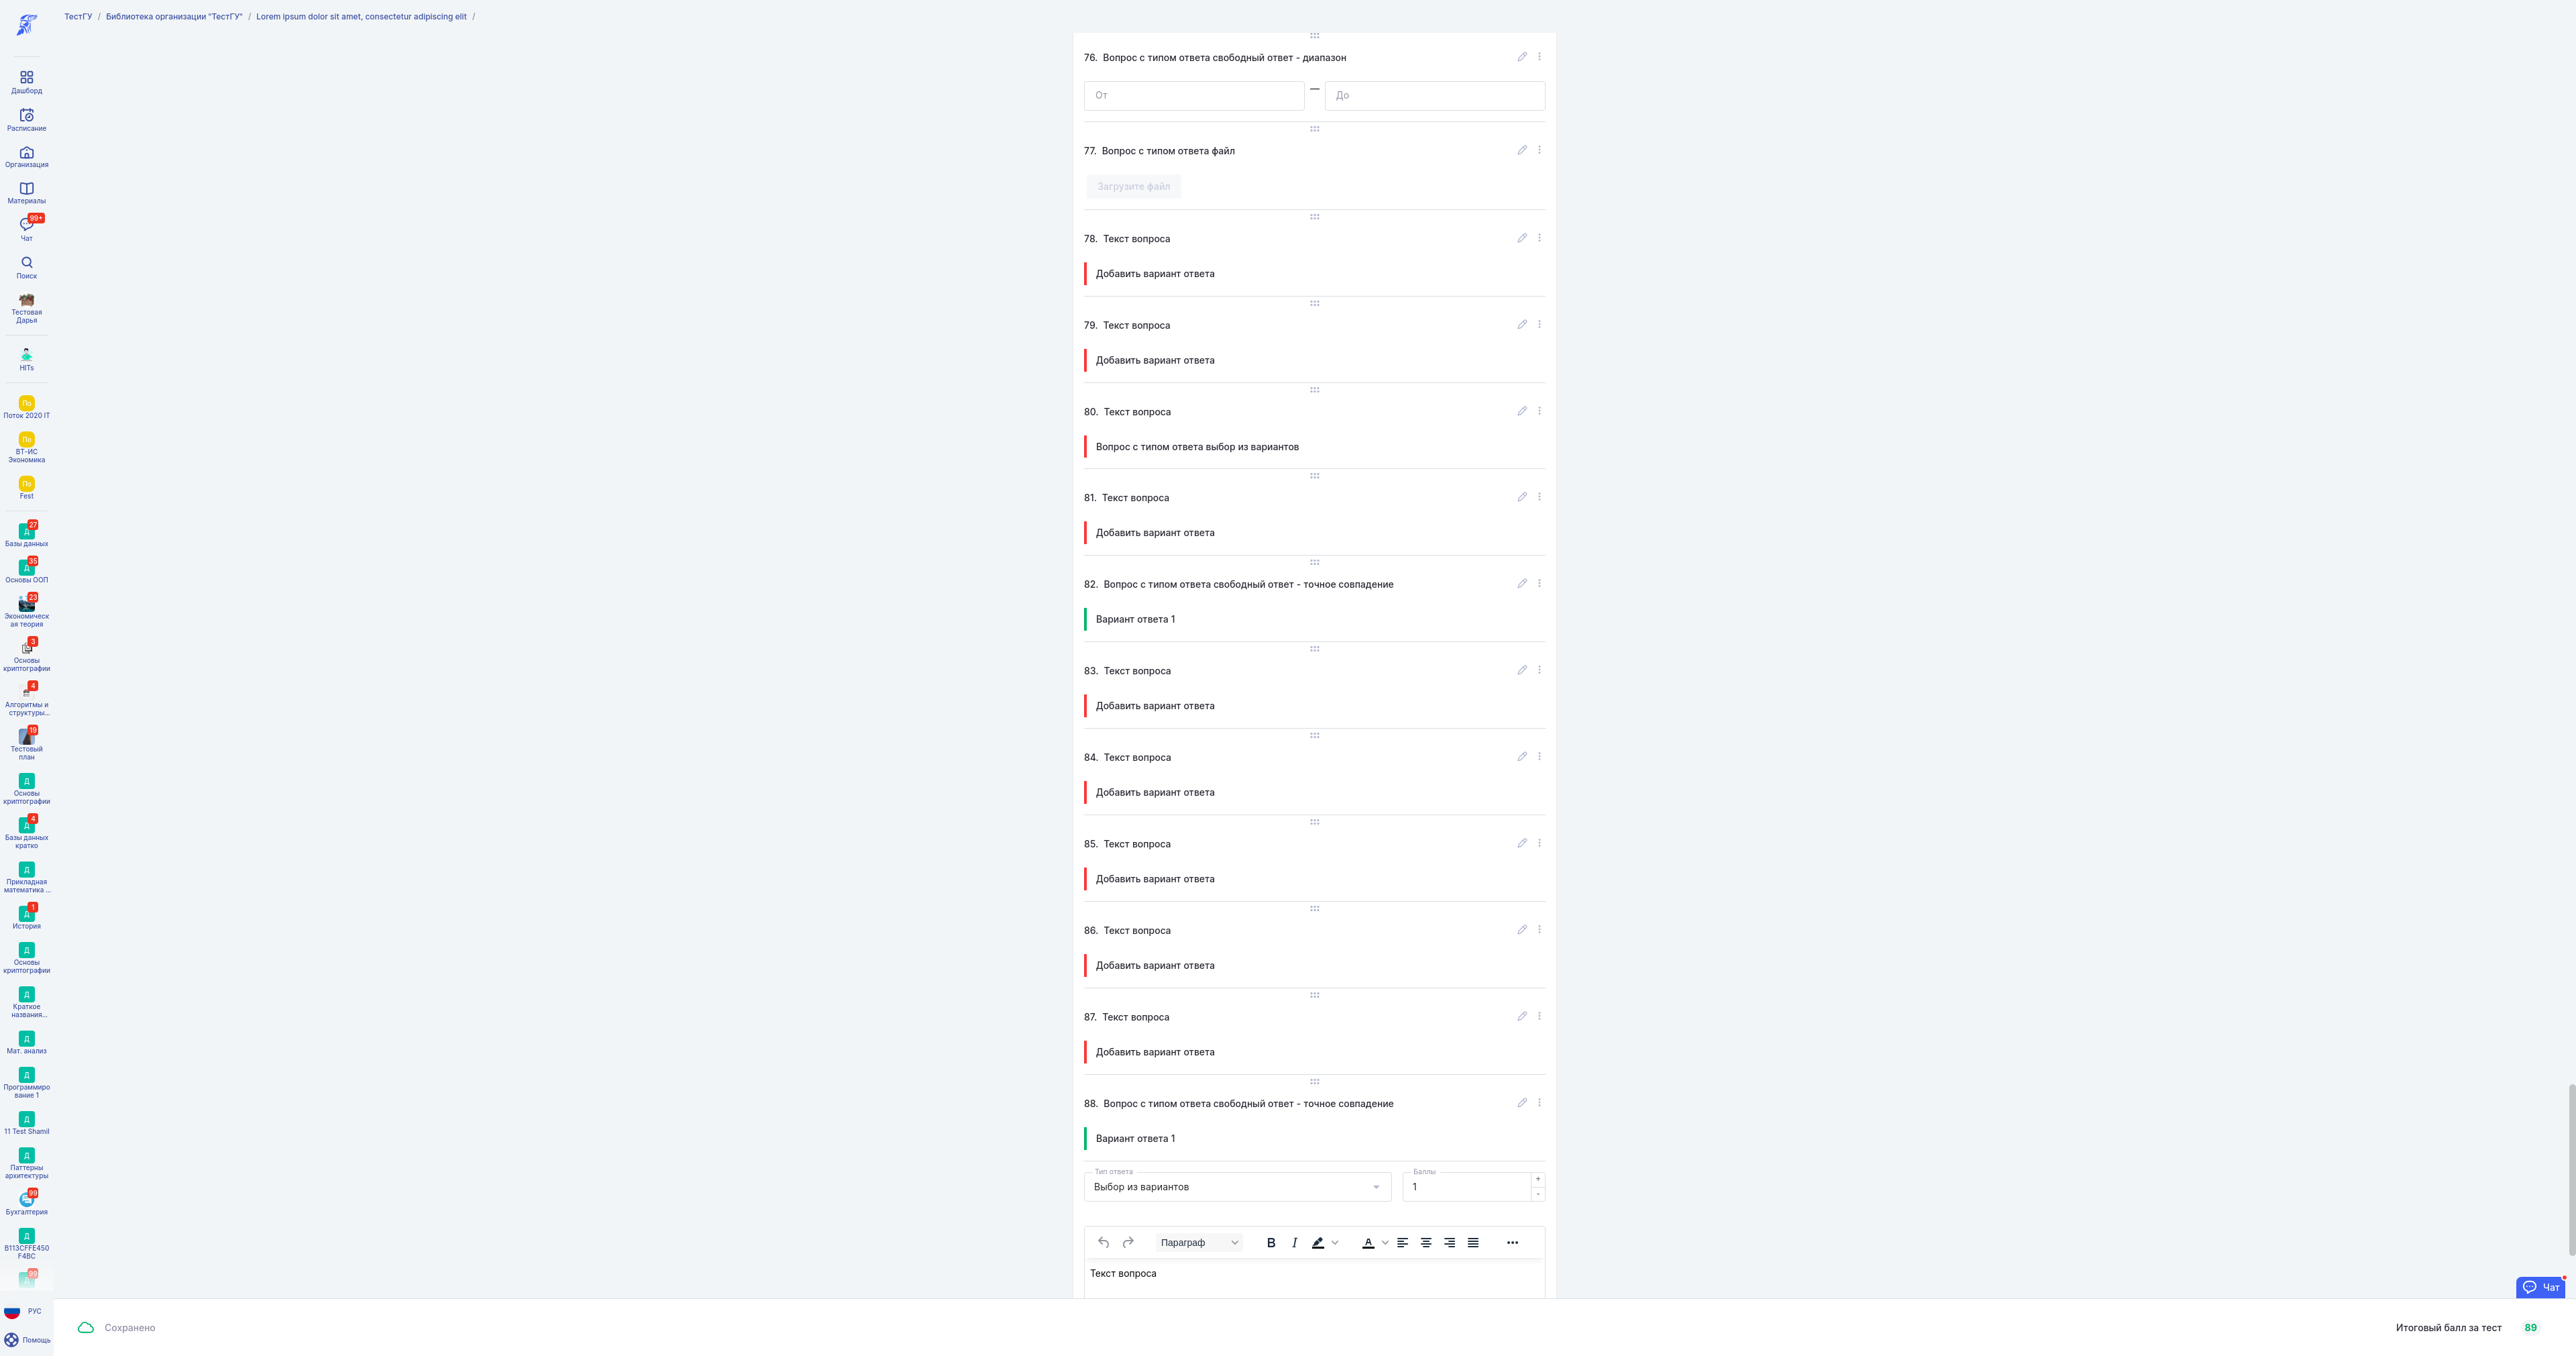 ТестГУ / Библиотека организации "ТестГУ" / Lorem ipsum dolor sit amet, consectetur adipiscing elit /
Дашборд
Расписание
Организация
Материалы
99+
Чат
Поиск
Тестовая
Дарья
HITs
По
Поток 2020 IT
По
ВТ-ИС
Экономика
По
Fest
27
Д
Базы данных
35
Д
Основы ООП
23
Экономическ
ая теория
3
Основы
криптографии
4
Алгоритмы и
структуры...
19
Тестовый
план
Д
Основы
криптографии
4
Д
Базы данных
кратко
Д
Прикладная
математика ...
1
Д
История
Д
Основы
криптографии
Д
Краткое
названия...
Д
Мат. анализ
Д
Программиро
вание 1
Д
11 Test Shamil
Д
Паттерны
архитектуры
99
Бухгалтерия
Д
B113CFFE450
F4BC
99
Д
РУС
Помощь
76. Вопрос с типом ответа свободный ответ - диапазон
От — До
77. Вопрос с типом ответа файл
Загрузите файл
78. Текст вопроса
Добавить вариант ответа
79. Текст вопроса
Добавить вариант ответа
80. Текст вопроса
Вопрос с типом ответа выбор из вариантов
81. Текст вопроса
Добавить вариант ответа
82. Вопрос с типом ответа свободный ответ - точное совпадение
Вариант ответа 1
83. Текст вопроса
Добавить вариант ответа
84. Текст вопроса
Добавить вариант ответа
85. Текст вопроса
Добавить вариант ответа
86. Текст вопроса
Добавить вариант ответа
87. Текст вопроса
Добавить вариант ответа
88. Вопрос с типом ответа свободный ответ - точное совпадение
Вариант ответа 1
Тип ответа
Выбор из вариантов
Баллы
1
+
-
Параграф
B I A
Текст вопроса
Чат
Сохранено
Итоговый балл за тест 89